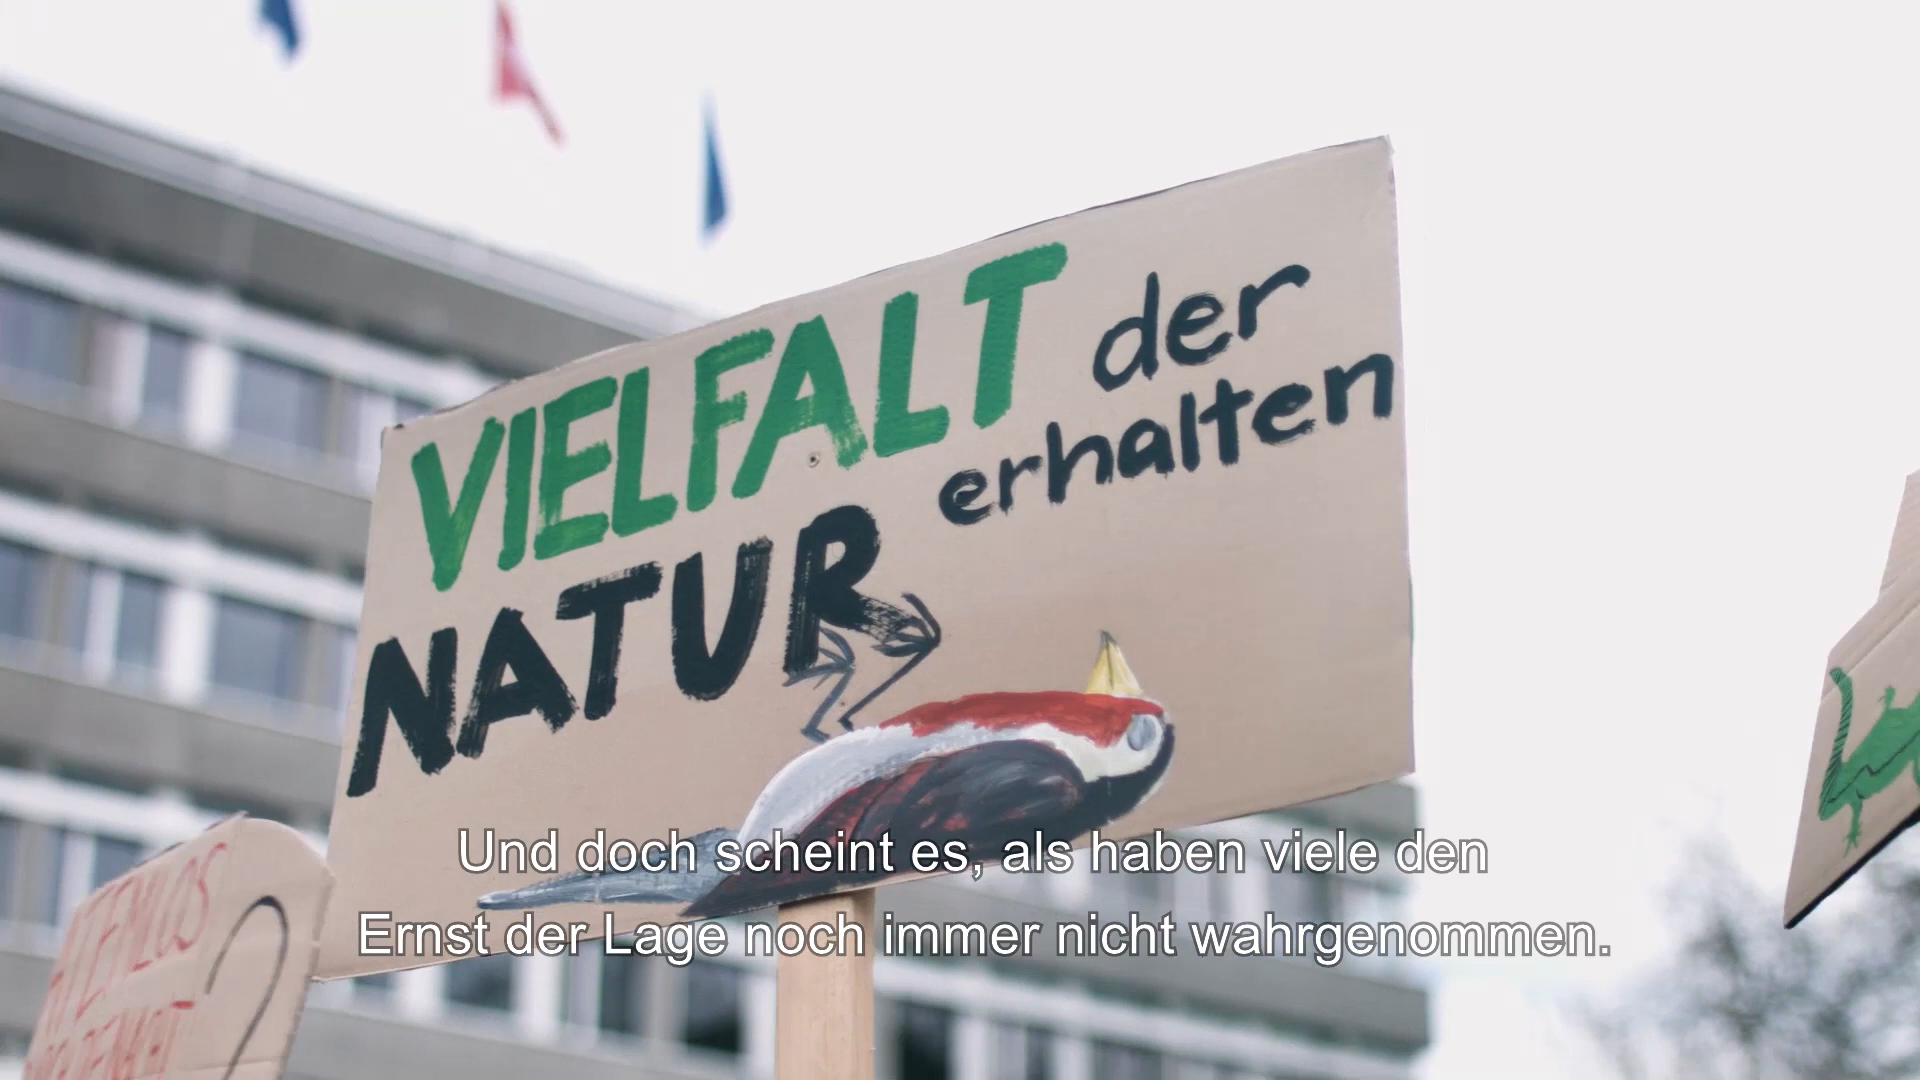 VIELFALT der
NATUR erhalten
Und doch scheint es, als haben viele den
Ernst der Lage noch immer nicht wahrgenommen.